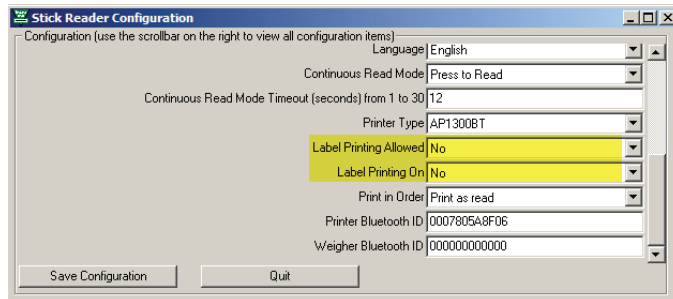 Stick Reader Configuration
Configuration (use the scrollbar on the right to view all configuration items)
Language English
Continuous Read Mode Press to Read
Continuous Read Mode Timeout (seconds) from 1 to 30 12
Printer Type AP1300BT
Label Printing Allowed No
Label Printing On No
Print in Order Print as read
Printer Bluetooth ID 0007805A8F06
Weigher Bluetooth ID 000000000000
Save Configuration Quit